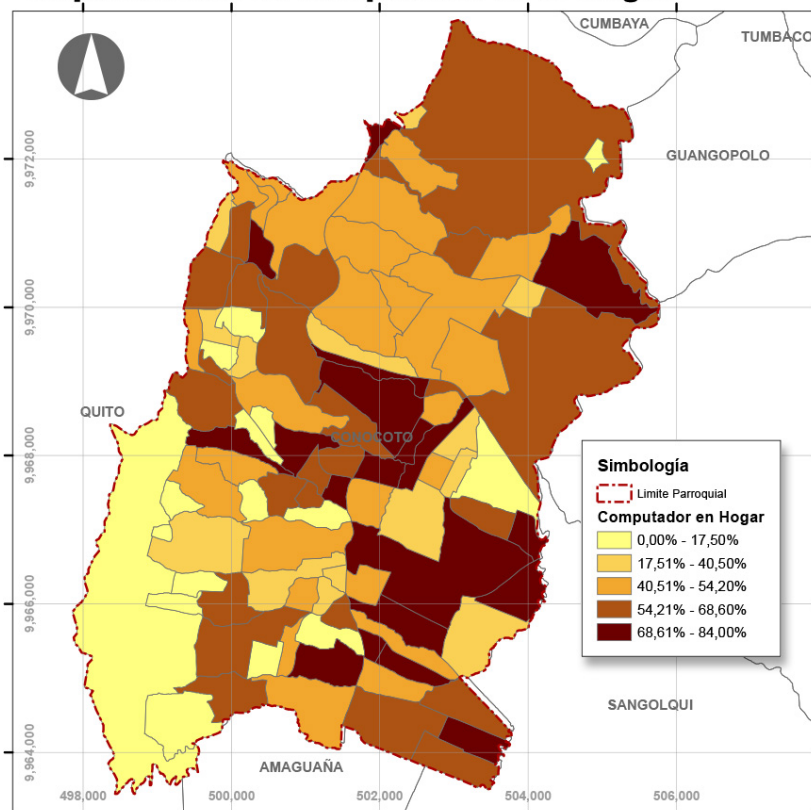 CUMBAYA
TUMBACO
GUANGOPOLO
9,972,000
9,970,000
QUITO
CONOCOTO
9,968,000
Simbología
Limite Parroquial
Computador en Hogar
0,00% - 17,50%
17,51% - 40,50%
40,51% - 54,20%
54,21% - 68,60%
68,61% - 84,00%
9,966,000
SANGOLQUI
9,964,000
AMAGUAÑA
498,000
500,000
502,000
504,000
506,000